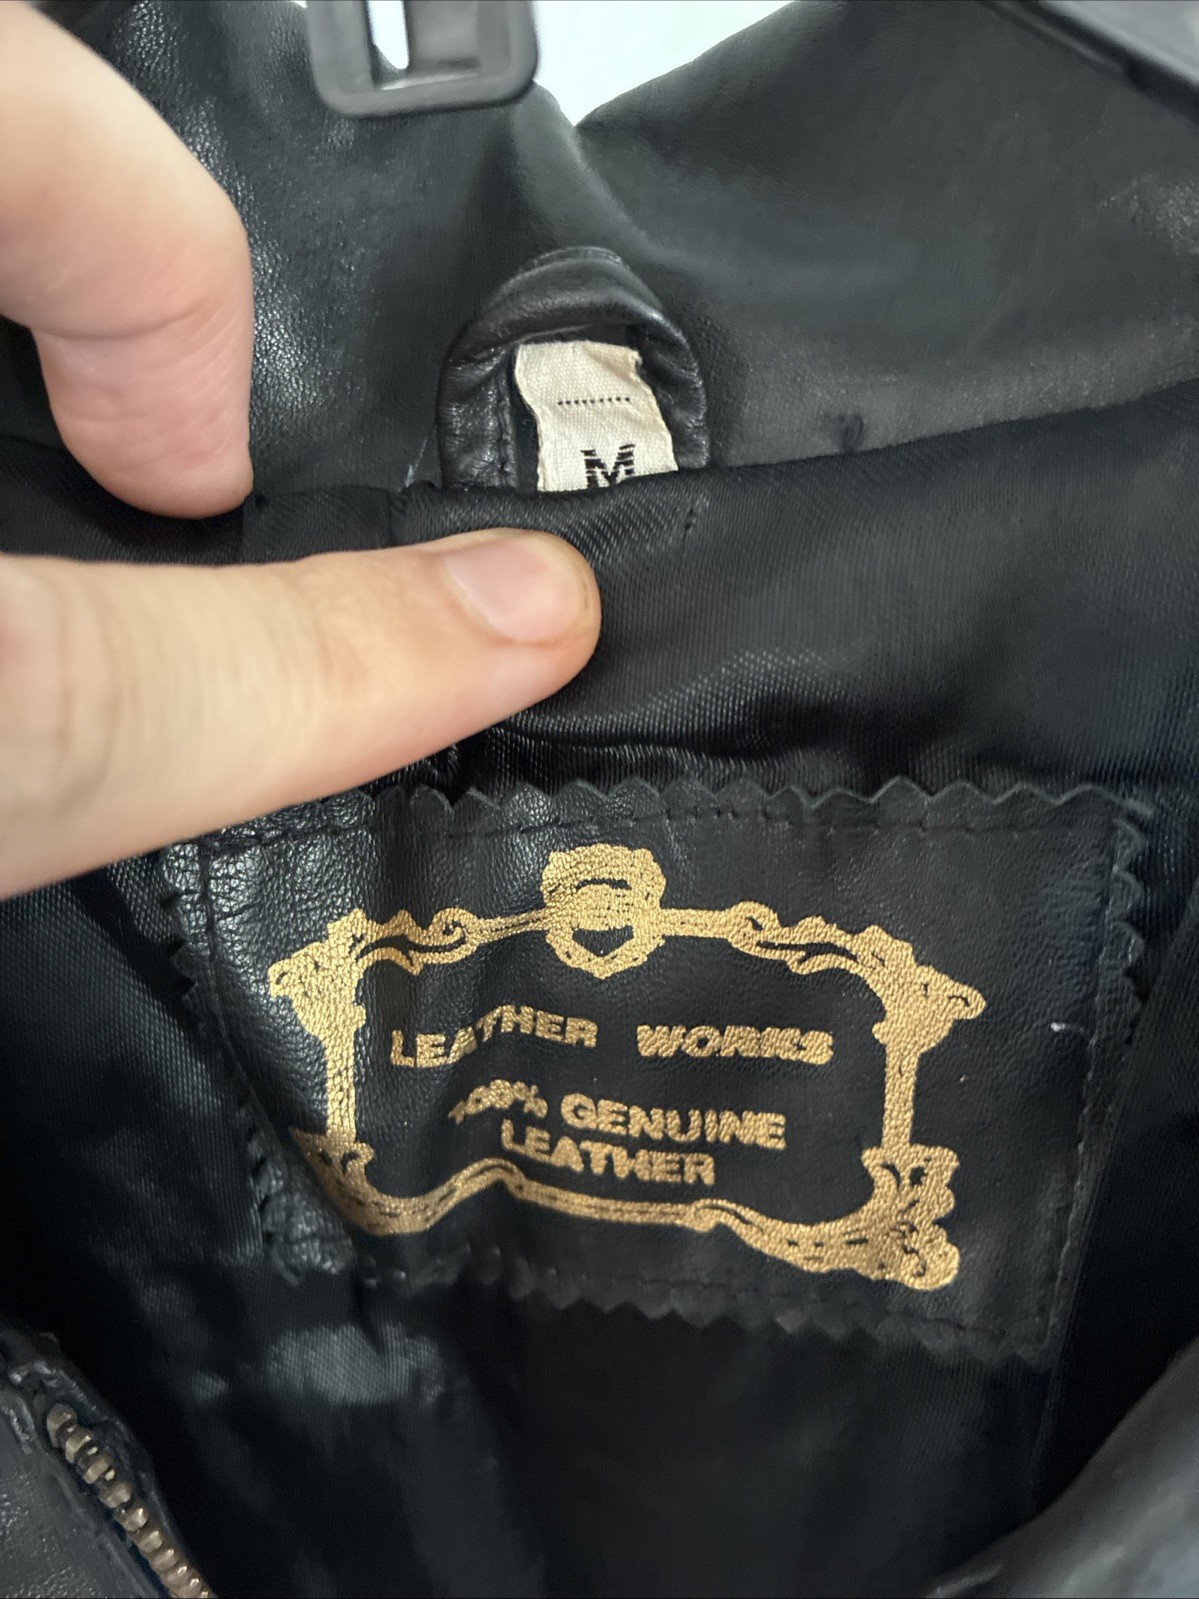 M
LEATHER WORKS
100% GENUINE
LEATHER